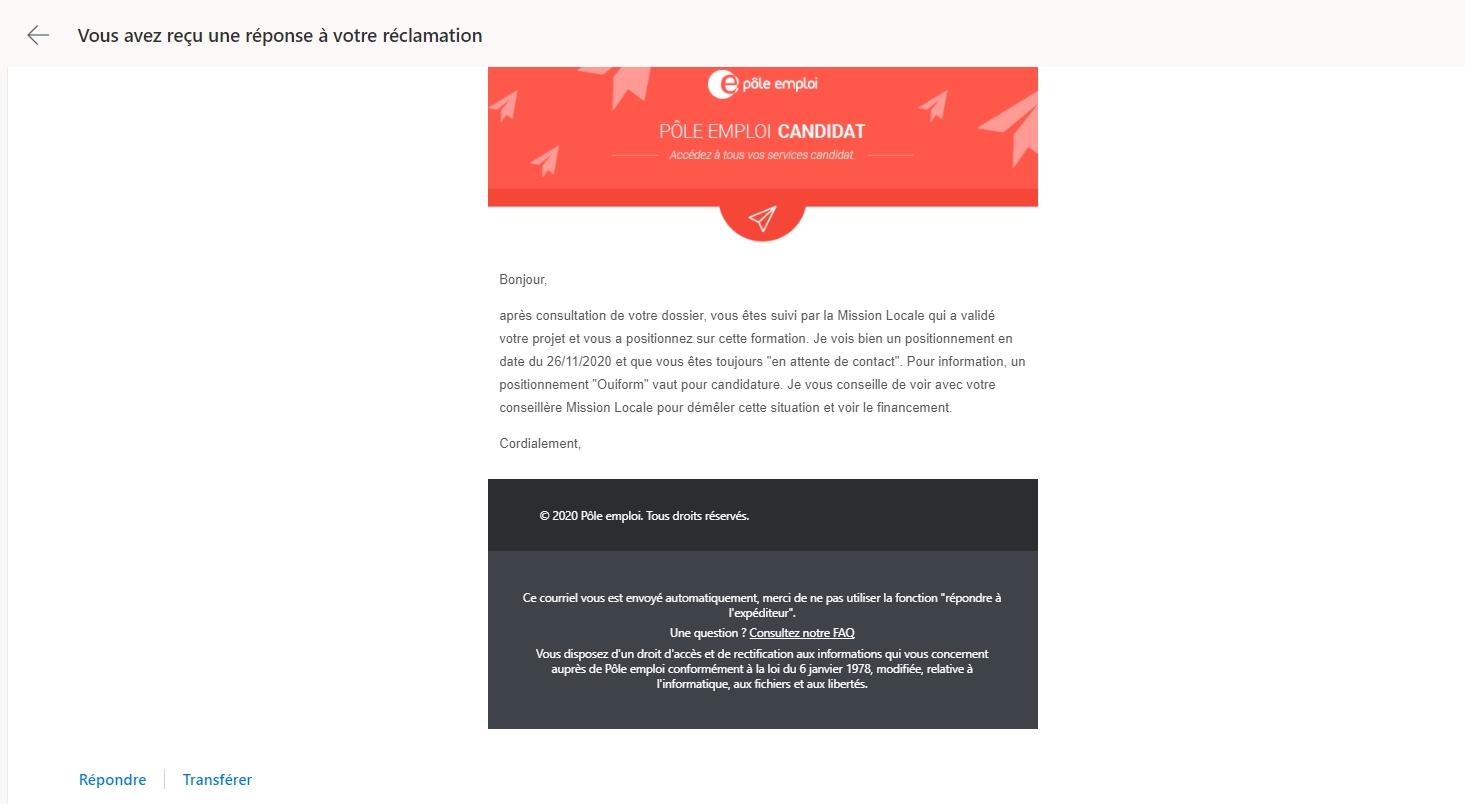 Vous avez reçu une réponse à votre réclamation
pôle emploi
PÔLE EMPLOI CANDIDAT
Accédez à tous vos services candidat.
Bonjour,
après consultation de votre dossier, vous êtes suivi par la Mission Locale qui a validé
votre projet et vous a positionnez sur cette formation. Je vois bien un positionnement en
date du 26/11/2020 et que vous êtes toujours "en attente de contact". Pour information, un
positionnement "Ouiform" vaut pour candidature. Je vous conseille de voir avec votre
conseillère Mission Locale pour démêler cette situation et voir le financement.
Cordialement,
© 2020 Pôle emploi. Tous droits réservés.
Ce courriel vous est envoyé automatiquement, merci de ne pas utiliser la fonction "répondre à
l'expéditeur".
Une question ? Consultez notre FAQ
Vous disposez d'un droit d'accès et de rectification aux informations qui vous concernent
auprès de Pôle emploi conformément à la loi du 6 janvier 1978, modifiée, relative à
l'informatique, aux fichiers et aux libertés.
Répondre
Transférer